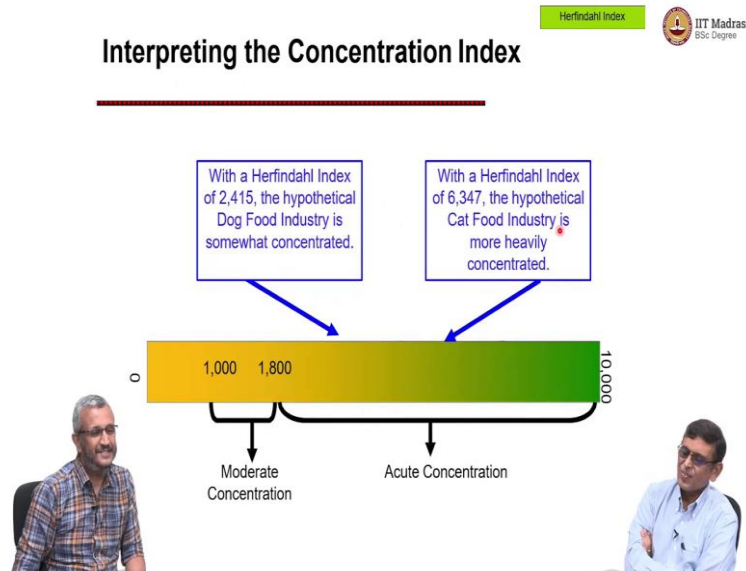 Herfindahl Index
IIT Madras
BSc Degree
Interpreting the Concentration Index
With a Herfindahl Index
of 2,415, the hypothetical
Dog Food Industry is
somewhat concentrated.
With a Herfindahl Index
of 6,347, the hypothetical
Cat Food Industry is
more heavily
concentrated.
0
1,000
1,800
10,000
Moderate
Concentration
Acute Concentration